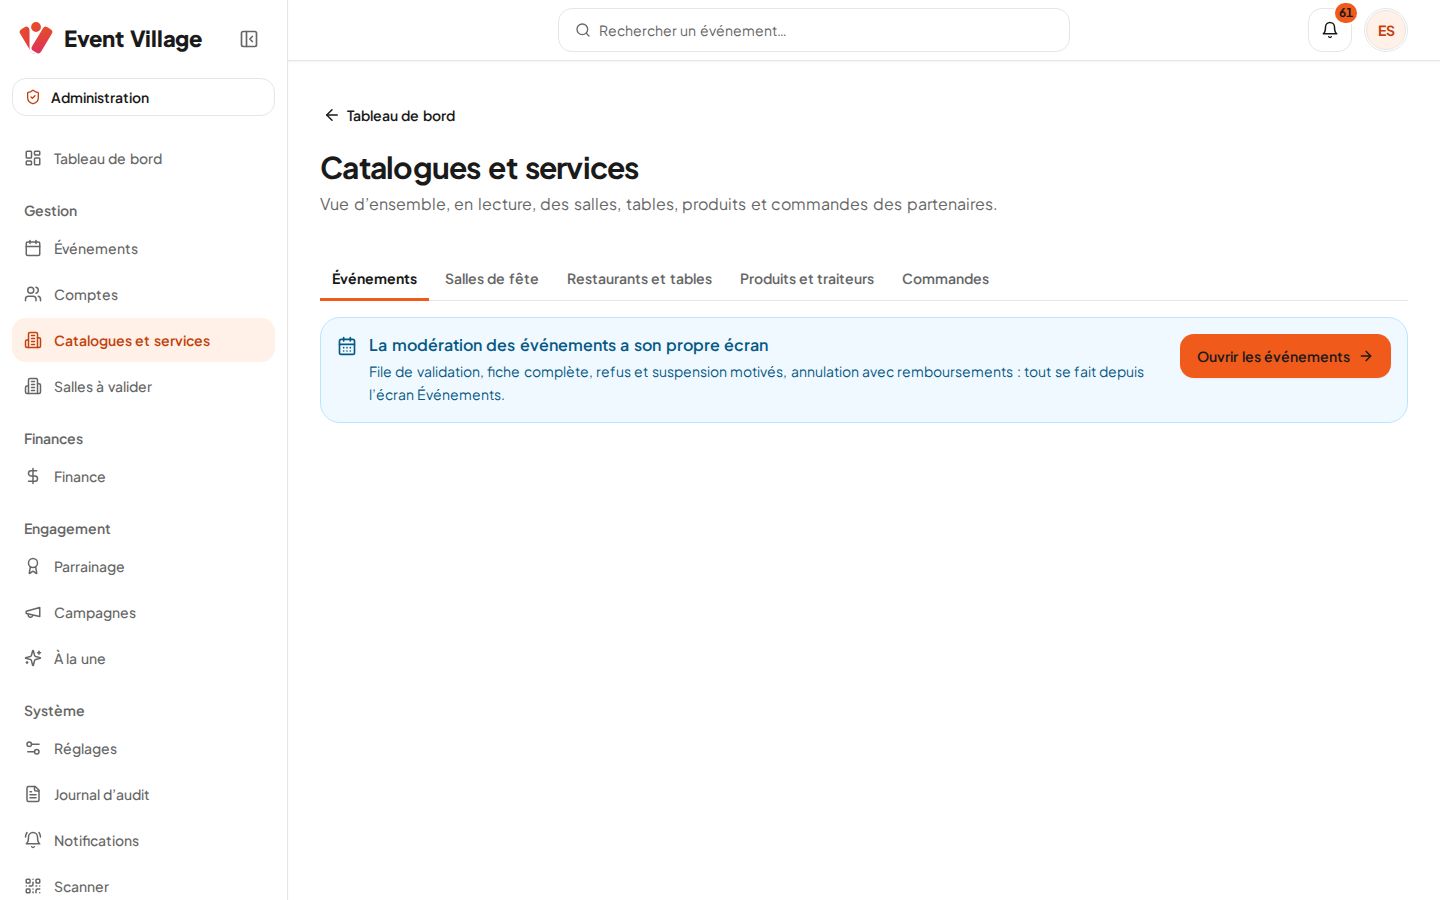 Event Village
Rechercher un événement...
61
ES
Administration
Tableau de bord
Gestion
Événements
Comptes
Catalogues et services
Salles à valider
Finances
Finance
Engagement
Parrainage
Campagnes
À la une
Système
Réglages
Journal d’audit
Notifications
Scanner
Tableau de bord
Catalogues et services
Vue d’ensemble, en lecture, des salles, tables, produits et commandes des partenaires.
Événements
Salles de fête
Restaurants et tables
Produits et traiteurs
Commandes
La modération des événements a son propre écran
File de validation, fiche complète, refus et suspension motivés, annulation avec remboursements : tout se fait depuis
l’écran Événements.
Ouvrir les événements